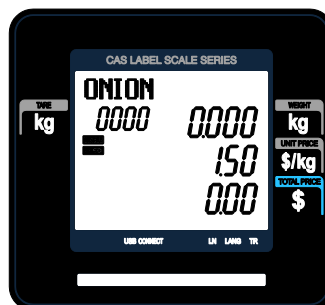 CAS LABEL SCALE SERIES
ONION
TARE
kg
0000
0.000
WEIGHT
kg
1.50
UNIT PRICE
$/kg
0.00
TOTAL PRICE
$
USB CONNECT LN LANG TR